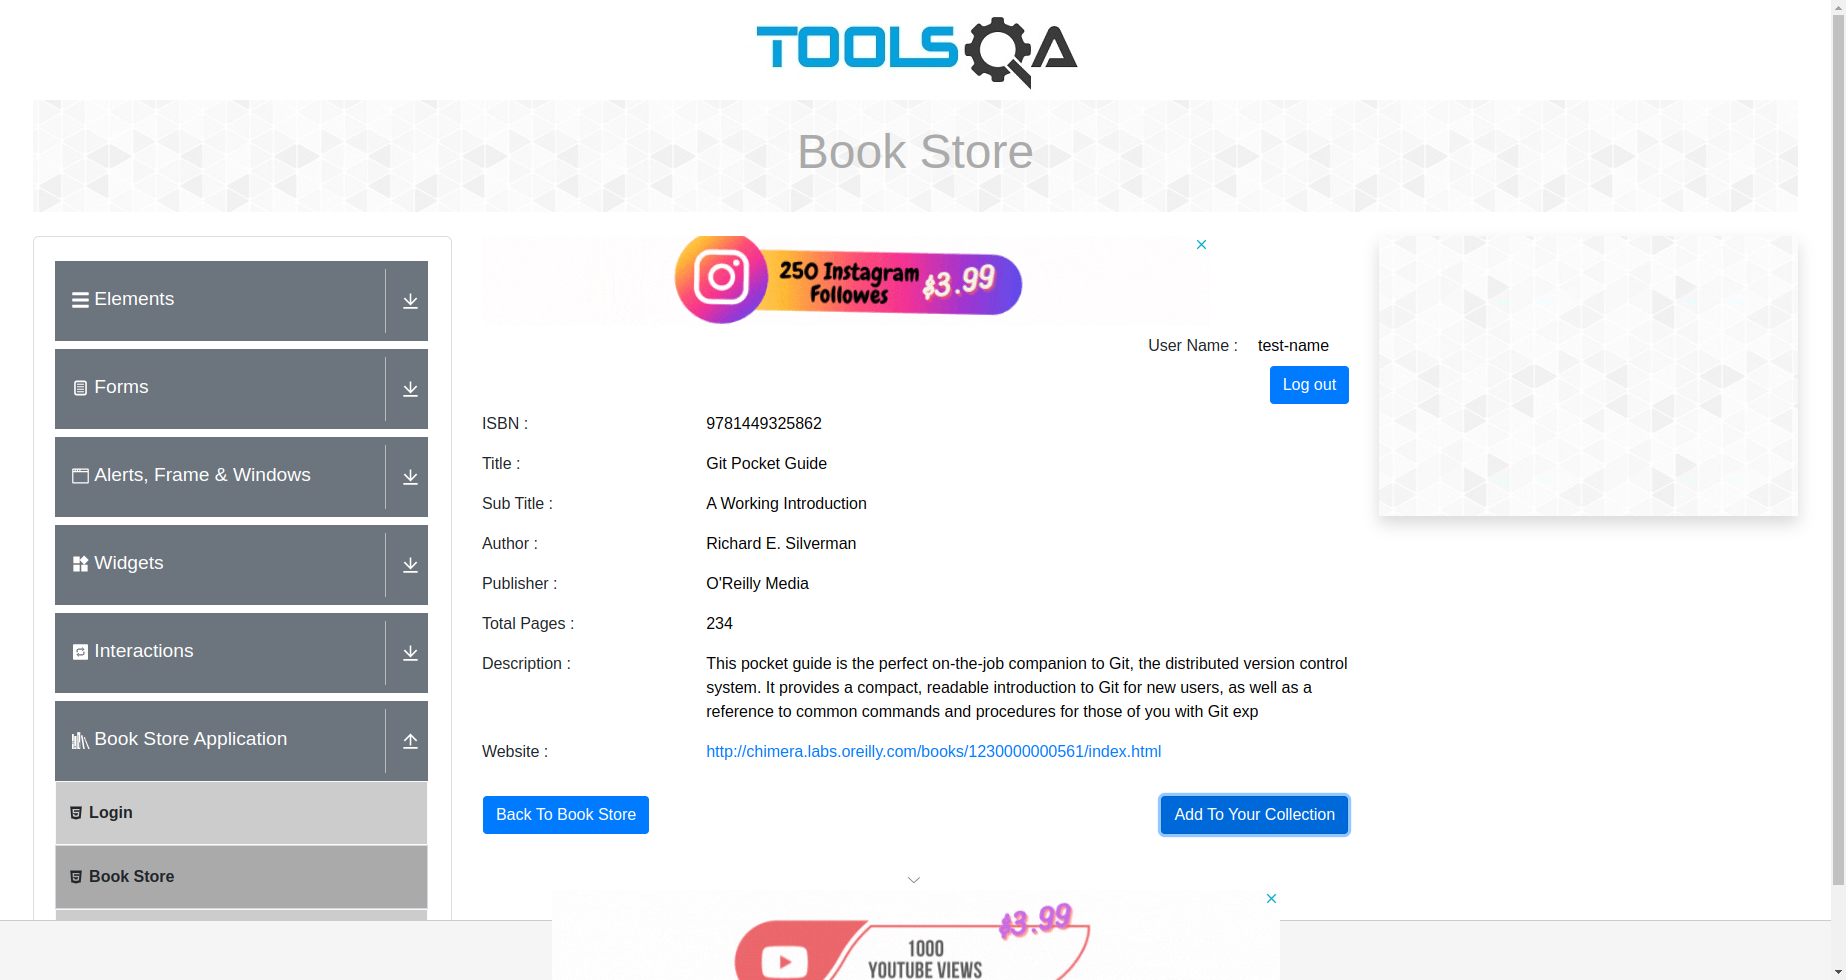 TOOLSQA
Book Store
Elements
Forms
Alerts, Frame & Windows
Widgets
Interactions
Book Store Application
Login
Book Store
250 Instagram
Followes
$3.99
User Name : test-name
Log out
ISBN : 9781449325862
Title : Git Pocket Guide
Sub Title : A Working Introduction
Author : Richard E. Silverman
Publisher : O'Reilly Media
Total Pages : 234
Description : This pocket guide is the perfect on-the-job companion to Git, the distributed version control
system. It provides a compact, readable introduction to Git for new users, as well as a
reference to common commands and procedures for those of you with Git exp
Website : http://chimera.labs.oreilly.com/books/1230000000561/index.html
Back To Book Store
Add To Your Collection
$3.99
1000
YOUTUBE VIEWS